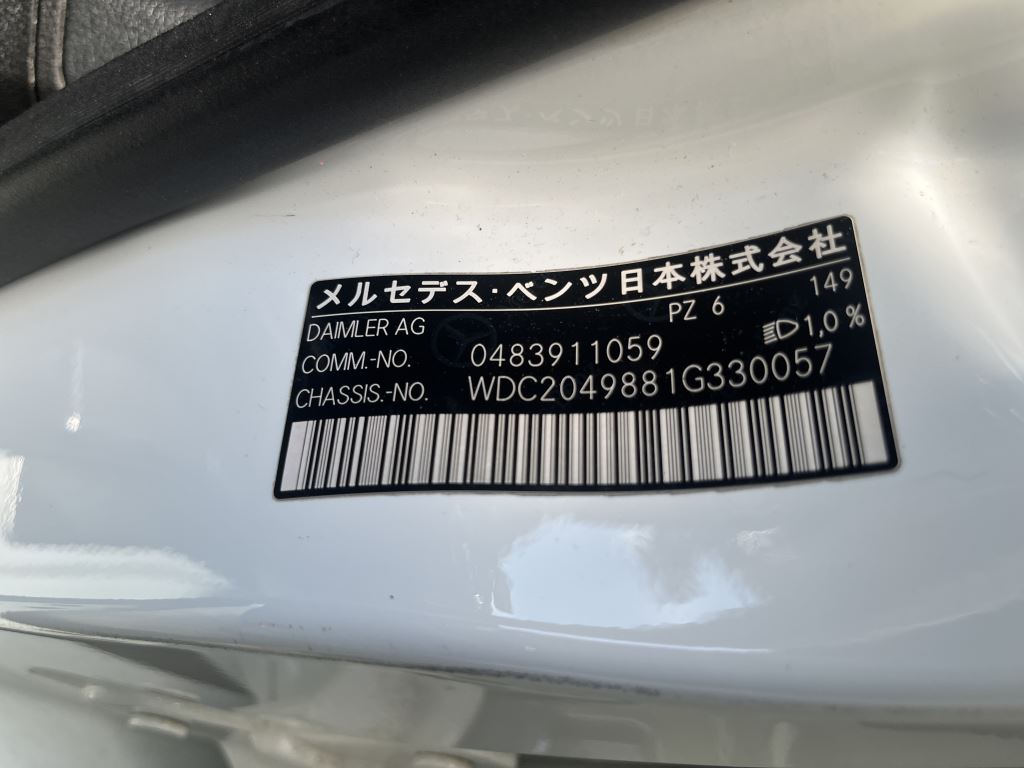 メルセデス・ベンツ日本株式会社
DAIMLER AG PZ 6 149
COMM.-NO. 0483911059 1,0 %
CHASSIS.-NO. WDC2049881G330057